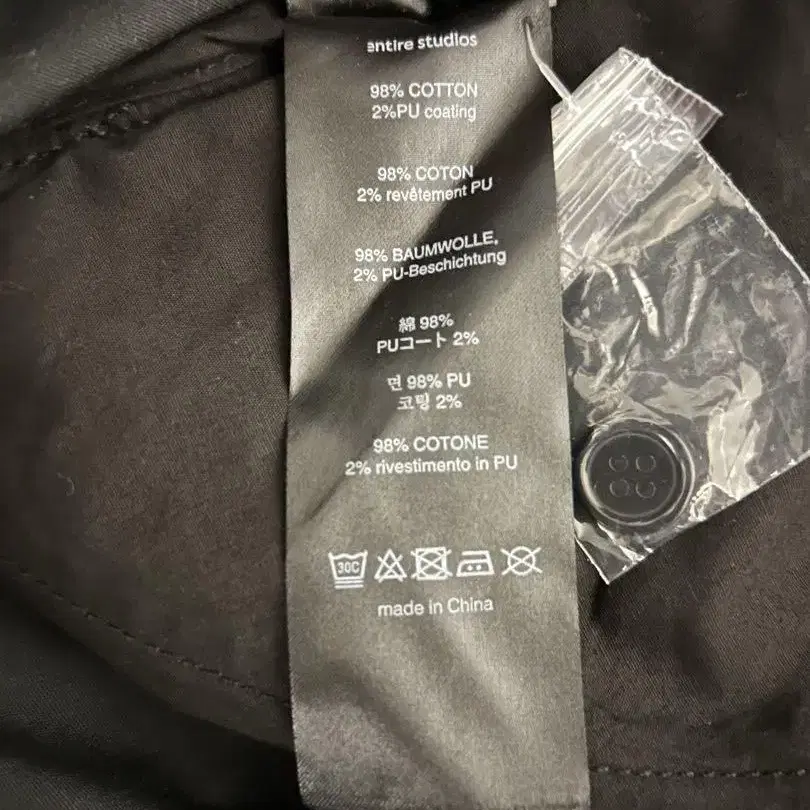 entire studios
98% COTTON
2%PU coating
98% COTON
2% revêtement PU
98% BAUMWOLLE,
2% PU-Beschichtung
綿 98%
PUコート 2%
면 98% PU
코팅 2%
98% COTONE
2% rivestimento in PU
30C
made in China